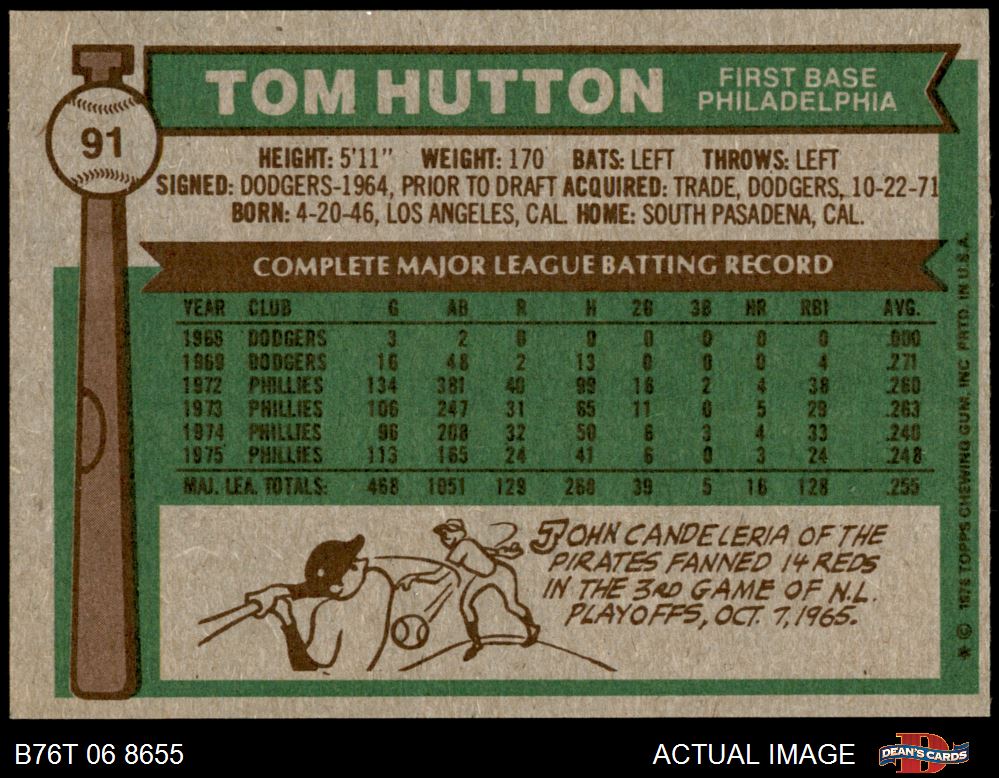 91
TOM HUTTON
FIRST BASE
PHILADELPHIA
HEIGHT: 5'11" WEIGHT: 170 BATS: LEFT THROWS: LEFT
SIGNED: DODGERS-1964, PRIOR TO DRAFT ACQUIRED: TRADE, DODGERS, 10-22-71
BORN: 4-20-46, LOS ANGELES, CAL. HOME: SOUTH PASADENA, CAL.
COMPLETE MAJOR LEAGUE BATTING RECORD
YEAR CLUB G AB R H 2B 3B HR RBI AVG.
1966 DODGERS 3 2 0 0 0 0 0 0 .000
1969 DODGERS 16 48 2 13 0 0 0 4 .271
1972 PHILLIES 134 381 40 99 16 2 4 38 .260
1973 PHILLIES 106 247 31 65 11 0 5 29 .263
1974 PHILLIES 96 208 32 50 6 3 4 33 .240
1975 PHILLIES 113 165 24 41 6 0 3 24 .248
MAJ. LEA. TOTALS: 468 1051 129 268 39 5 16 128 .255
JOHN CANDELERIA OF THE
PIRATES FANNED 14 REDS
IN THE 3RD GAME OF N.L.
PLAYOFFS, OCT. 7, 1965.
* © 1976 TOPPS CHEWING GUM, INC PRTD. IN U.S.A.
B76T 06 8655
ACTUAL IMAGE
DEAN'S CARDS